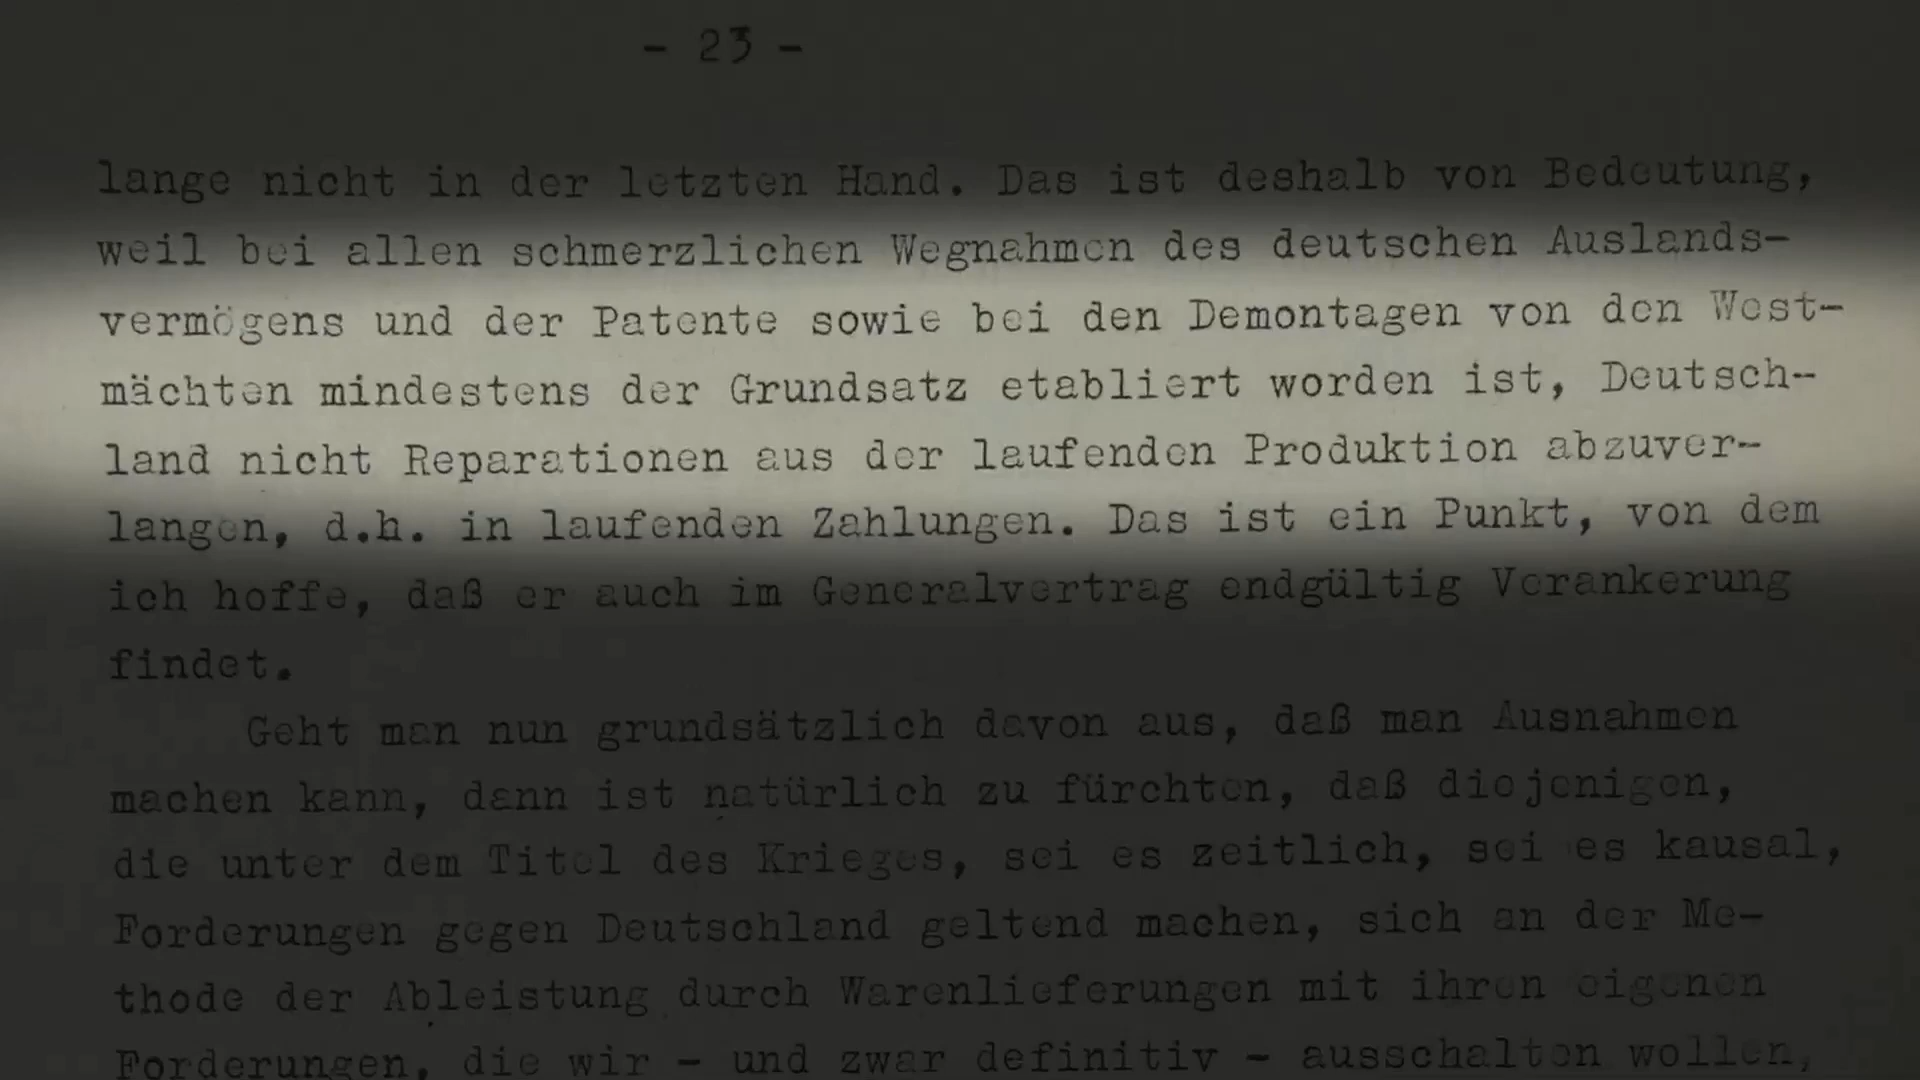 - 23 -
lange nicht in der letzten Hand. Das ist deshalb von Bedeutung,
weil bei allen schmerzlichen Wegnahmen des deutschen Auslands-
vermögens und der Patente sowie bei den Demontagen von den West-
mächten mindestens der Grundsatz etabliert worden ist, Deutsch-
land nicht Reparationen aus der laufenden Produktion abzuver-
langen, d.h. in laufenden Zahlungen. Das ist ein Punkt, von dem
ich hoffe, daß er auch im Generalvertrag endgültig Verankerung
findet.
Geht man nun grundsätzlich davon aus, daß man Ausnahmen
machen kann, dann ist natürlich zu fürchten, daß diejenigen,
die unter dem Titel des Krieges, sei es zeitlich, sei es kausal,
Forderungen gegen Deutschland geltend machen, sich an der Me-
thode der Ableistung durch Warenlieferungen mit ihren eigenen
Forderungen, die wir - und zwar definitiv - ausschalten wollen,